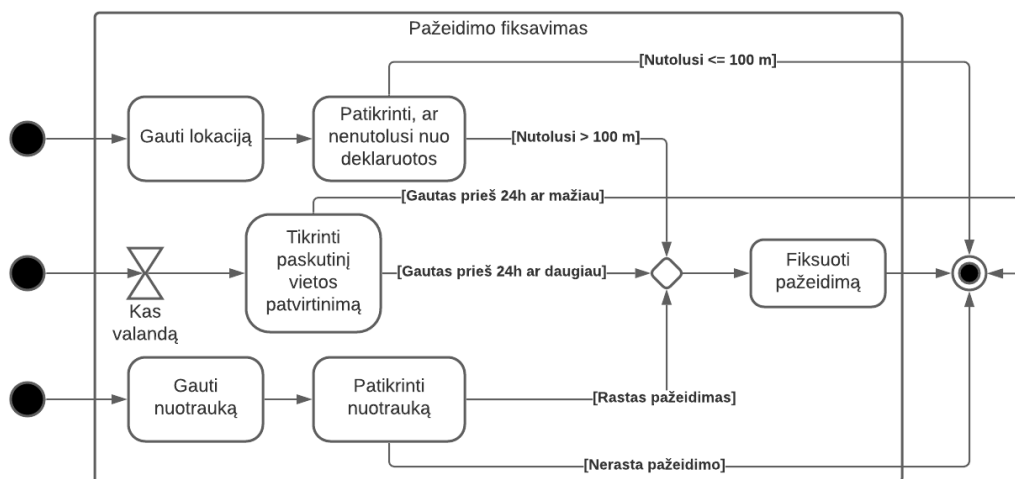 Pažeidimo fiksavimas
[Nutolusi <= 100 m]
Gauti lokaciją
Patikrinti, ar
nenutolusi nuo
deklaruotos
[Nutolusi > 100 m]
[Gautas prieš 24h ar mažiau]
Tikrinti
paskutinį
vietos
patvirtinimą
[Gautas prieš 24h ar daugiau]
Fiksuoti
pažeidimą
Kas
valandą
Gauti
nuotrauką
Patikrinti
nuotrauką
[Rastas pažeidimas]
[Nerasta pažeidimo]